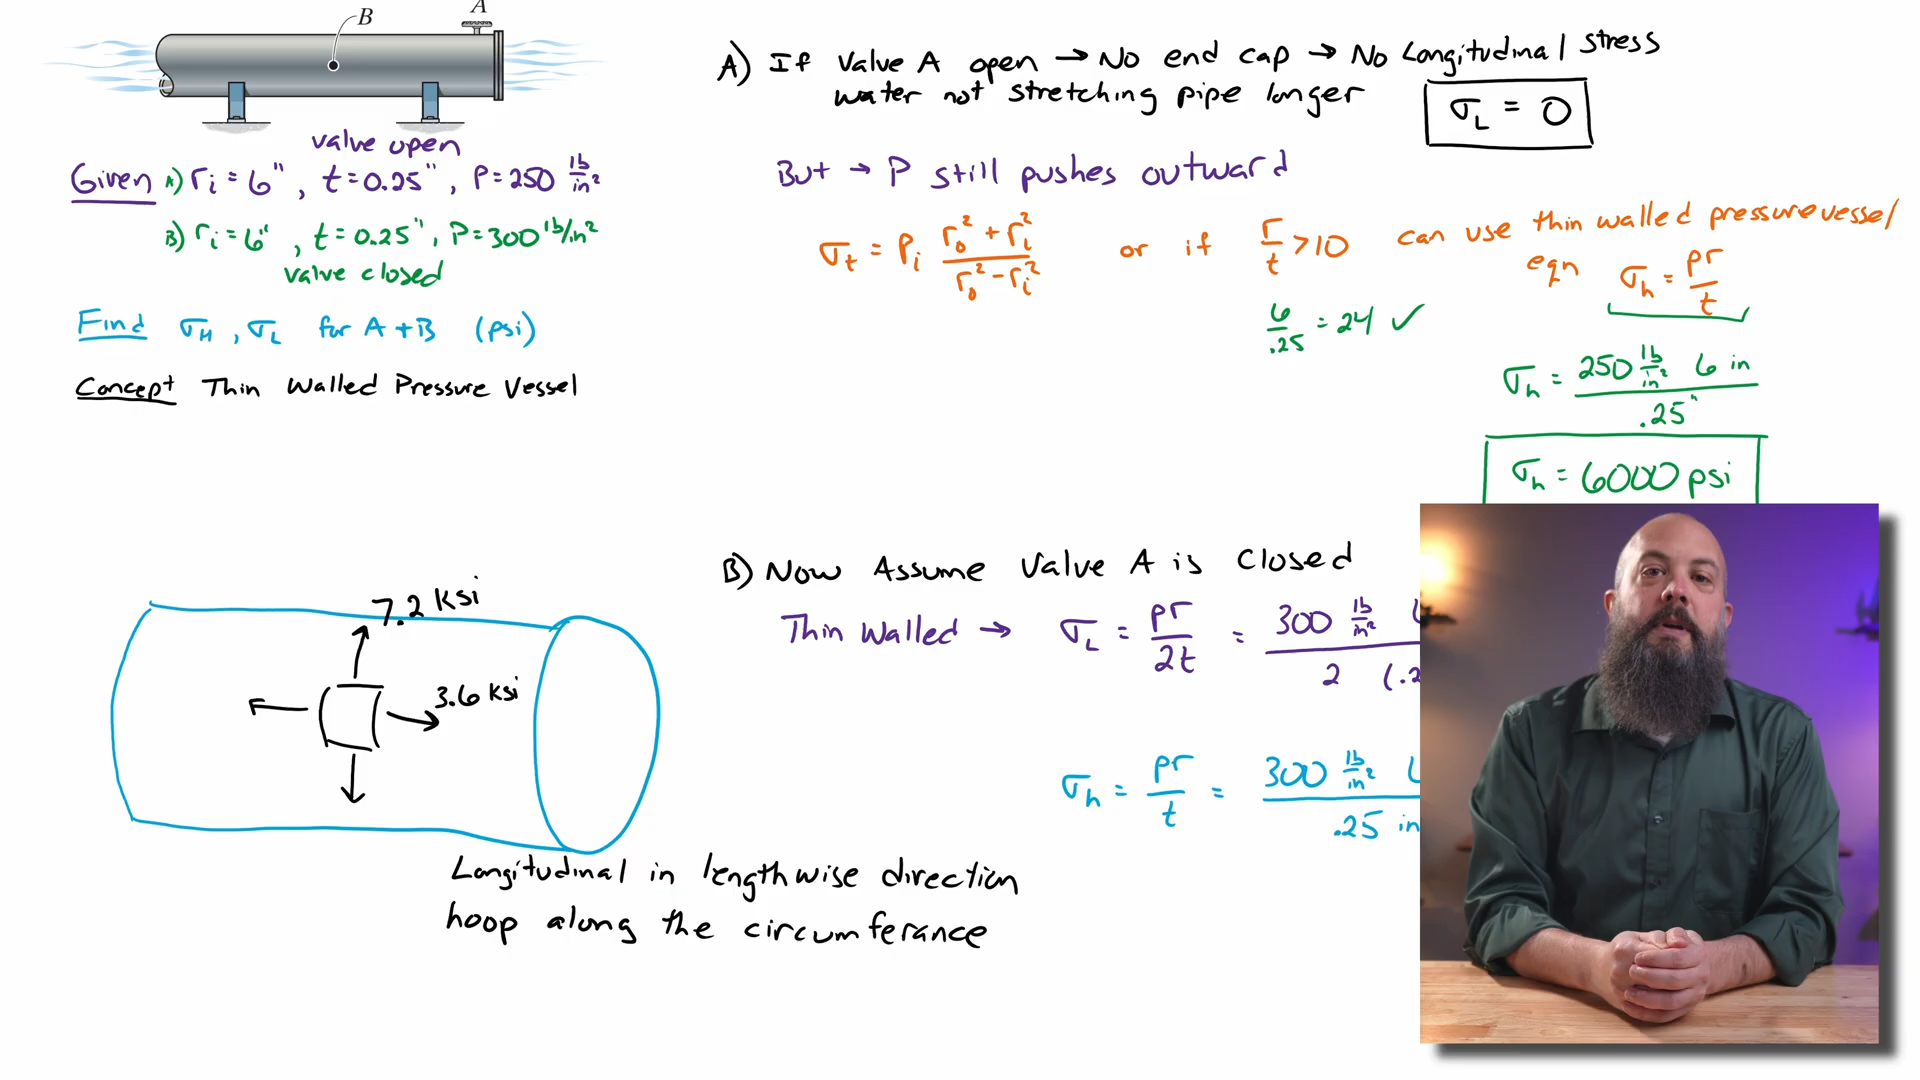 B
A
valve open
Given A) ri = 6", t = 0.25", P = 250 lb/in²
B) ri = 6", t = 0.25", P = 300 lb/in²
valve closed
Find σH, σL for A + B (psi)
Concept Thin Walled Pressure Vessel
A) If valve A open → No end cap → No Longitudinal stress
water not stretching pipe longer
σL = 0
But → P still pushes outward
σt = Pi (ro² + ri²)/(ro² - ri²) or if r/t > 10 can use thin walled pressure vessel
eqn σh = pr/t
6/.25 = 24 ✓
σh = 250 lb/in² 6 in / .25"
σh = 6000 psi
7.2 ksi
3.6 ksi
Longitudinal in lengthwise direction
hoop along the circumferance
B) Now Assume Valve A is closed
Thin Walled → σL = pr/2t = 300 lb/in² / 2
σh = pr/t = 300 lb/in² / .25 in